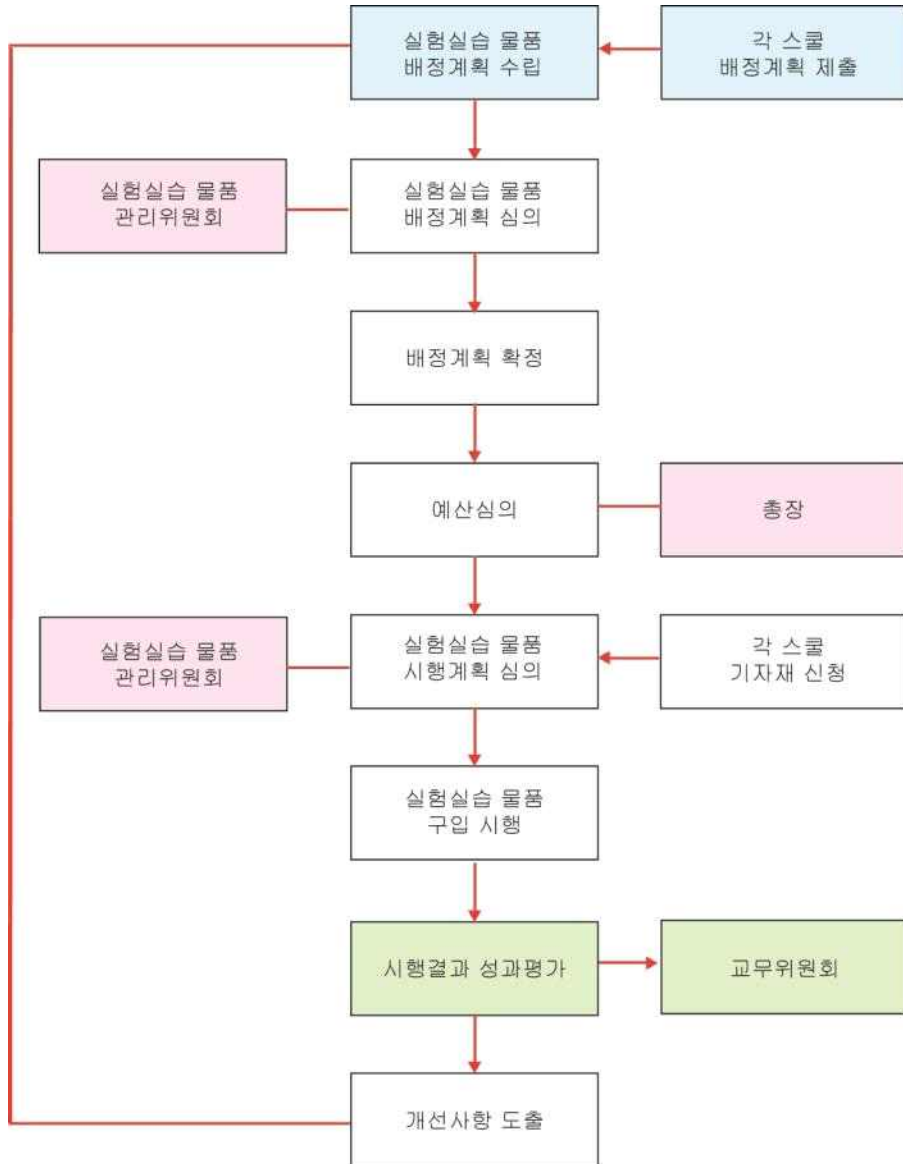 실험실습 물품
배정계획 수립
각 스쿨
배정계획 제출
실험실습 물품
관리위원회
실험실습 물품
배정계획 심의
배정계획 확정
예산심의
총장
실험실습 물품
관리위원회
실험실습 물품
시행계획 심의
각 스쿨
기자재 신청
실험실습 물품
구입 시행
시행결과 성과평가
교무위원회
개선사항 도출